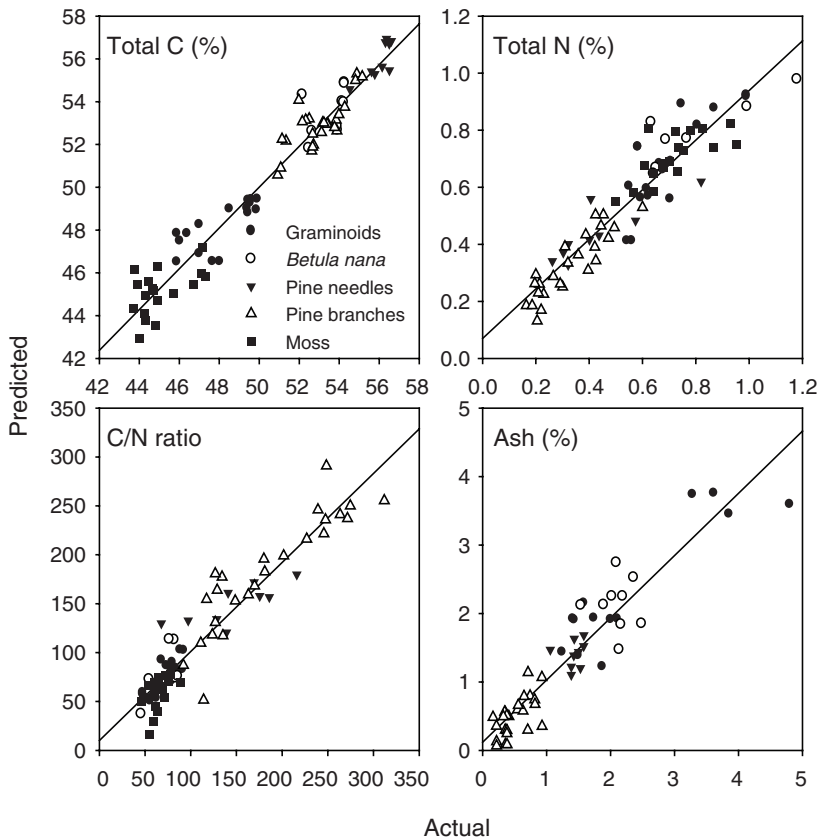 Total C (%)
58
56
54
52
50
48
46
44
42
42 44 46 48 50 52 54 56 58
Graminoids
Betula nana
Pine needles
Pine branches
Moss
Total N (%)
1.2
1.0
0.8
0.6
0.4
0.2
0.0
0.0 0.2 0.4 0.6 0.8 1.0 1.2
Predicted
C/N ratio
350
300
250
200
150
100
50
0
0 50 100 150 200 250 300 350
Ash (%)
5
4
3
2
1
0
0 1 2 3 4 5
Actual